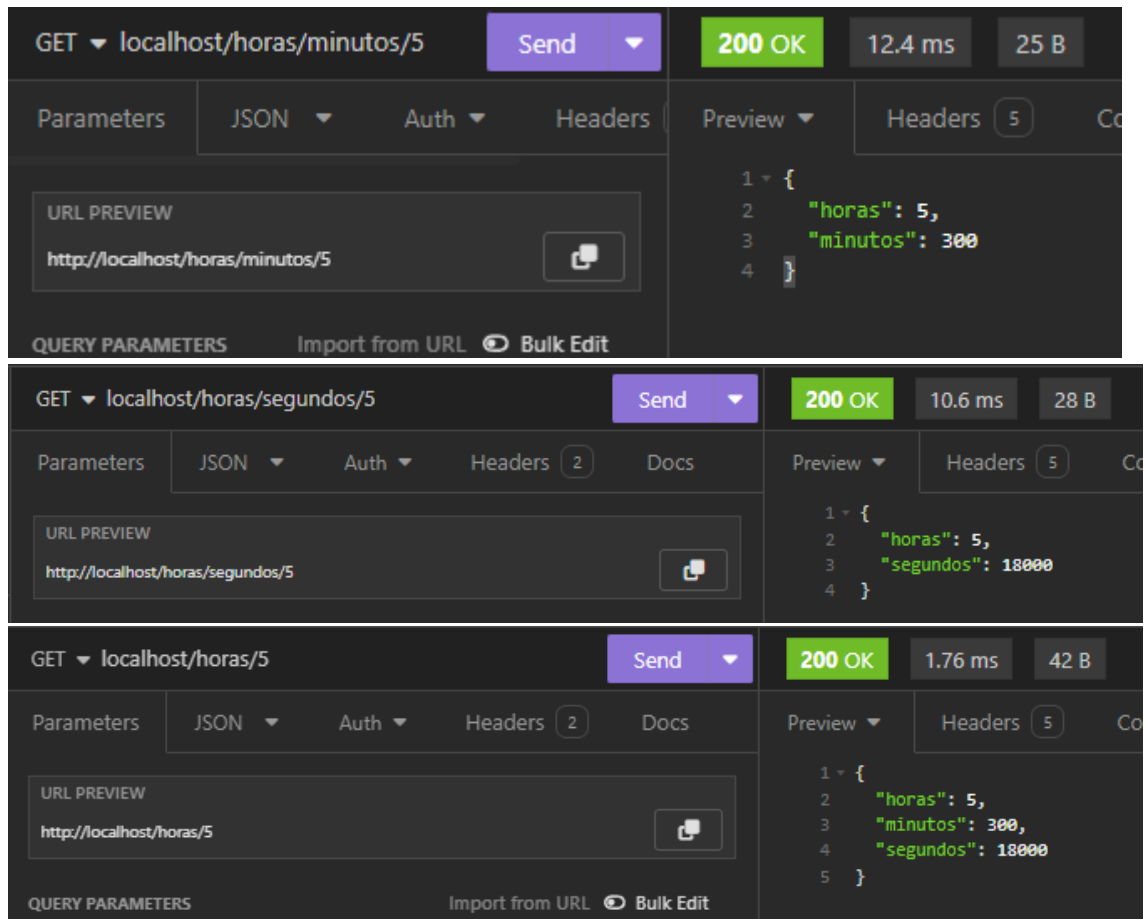 GET localhost/horas/minutos/5 Send 200 OK 12.4 ms 25 B
Parameters JSON Auth Headers Preview Headers 5 Co
URL PREVIEW
http://localhost/horas/minutos/5
QUERY PARAMETERS Import from URL Bulk Edit
1 {
2 "horas": 5,
3 "minutos": 300
4 }
GET localhost/horas/segundos/5 Send 200 OK 10.6 ms 28 B
Parameters JSON Auth Headers 2 Docs Preview Headers 5 Co
URL PREVIEW
http://localhost/horas/segundos/5
1 {
2 "horas": 5,
3 "segundos": 18000
4 }
GET localhost/horas/5 Send 200 OK 1.76 ms 42 B
Parameters JSON Auth Headers 2 Docs Preview Headers 5 Co
URL PREVIEW
http://localhost/horas/5
QUERY PARAMETERS Import from URL Bulk Edit
1 {
2 "horas": 5,
3 "minutos": 300,
4 "segundos": 18000
5 }